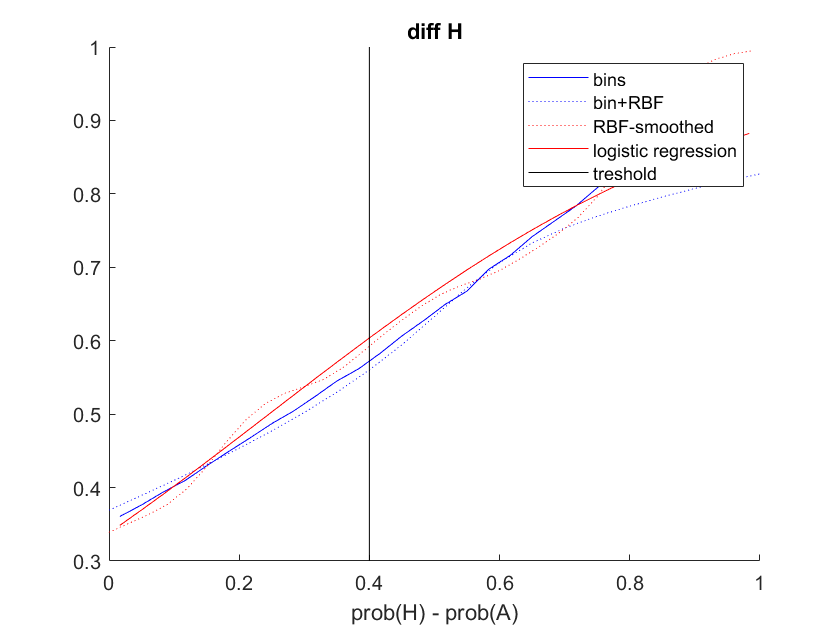 diff H
1
0.9
0.8
0.7
0.6
0.5
0.4
0.3
bins
bin+RBF
RBF-smoothed
logistic regression
treshold
0 0.2 0.4 0.6 0.8 1
prob(H) - prob(A)